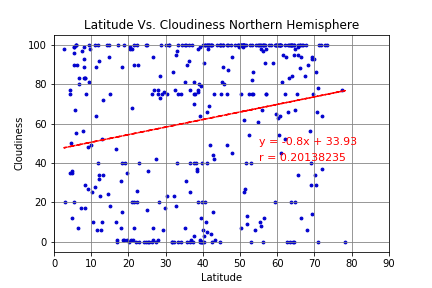 Latitude Vs. Cloudiness Northern Hemisphere
100
80
60
40
20
0
Cloudiness
y = -0.8x + 33.93
r = 0.20138235
0 10 20 30 40 50 60 70 80 90
Latitude